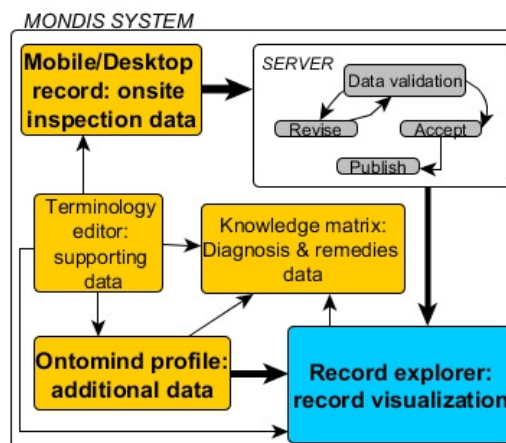 MONDIS SYSTEM
Mobile/Desktop
record: onsite
inspection data
SERVER
Data validation
Revise
Accept
Publish
Terminology
editor:
supporting
data
Knowledge matrix:
Diagnosis & remedies
data
Ontomind profile:
additional data
Record explorer:
record visualization